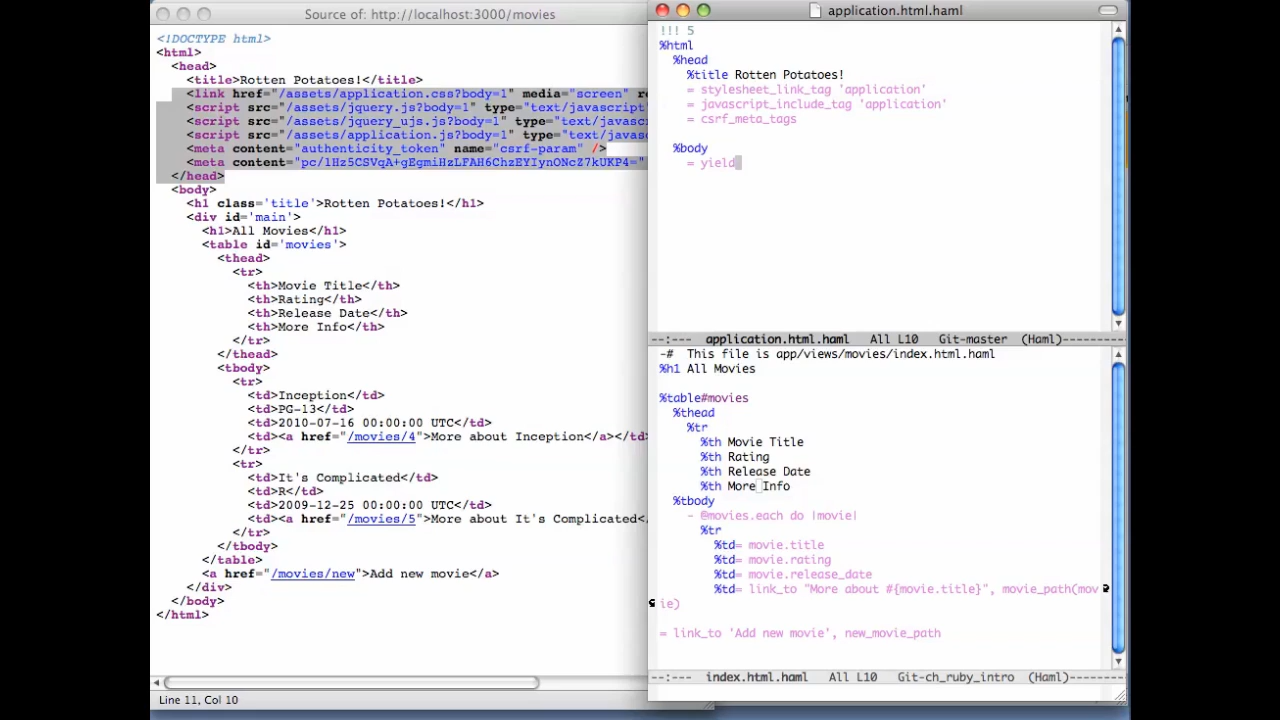 Source of: http://localhost:3000/movies
<!DOCTYPE html>
<html>
<head>
<title>Rotten Potatoes!</title>
<link href="/assets/application.css?body=1" media="screen" re
<script src="/assets/jquery.js?body=1" type="text/javascript"
<script src="/assets/jquery_ujs.js?body=1" type="text/javascr
<script src="/assets/application.js?body=1" type="text/javasc
<meta content="authenticity_token" name="csrf-param" />
<meta content="pc/1Hz5CSVqA+gEgmiHzLFAH6ChzEYIynONcZ7kUKP4="
</head>
<body>
<h1 class='title'>Rotten Potatoes!</h1>
<div id='main'>
<h1>All Movies</h1>
<table id='movies'>
<thead>
<tr>
<th>Movie Title</th>
<th>Rating</th>
<th>Release Date</th>
<th>More Info</th>
</tr>
</thead>
<tbody>
<tr>
<td>Inception</td>
<td>PG-13</td>
<td>2010-07-16 00:00:00 UTC</td>
<td><a href="/movies/4">More about Inception</a></td>
</tr>
<tr>
<td>It's Complicated</td>
<td>R</td>
<td>2009-12-25 00:00:00 UTC</td>
<td><a href="/movies/5">More about It's Complicated</
</tr>
</tbody>
</table>
<a href="/movies/new">Add new movie</a>
</div>
</body>
</html>
Line 11, Col 10
application.html.haml
!!! 5
%html
%head
%title Rotten Potatoes!
= stylesheet_link_tag 'application'
= javascript_include_tag 'application'
= csrf_meta_tags
%body
= yield
--:--- application.html.haml All L10 Git-master (Haml)---------
-# This file is app/views/movies/index.html.haml
%h1 All Movies
%table#movies
%thead
%tr
%th Movie Title
%th Rating
%th Release Date
%th More Info
%tbody
- @movies.each do |movie|
%tr
%td= movie.title
%td= movie.rating
%td= movie.release_date
%td= link_to "More about #{movie.title}", movie_path(mov
ie)
= link_to 'Add new movie', new_movie_path
--:--- index.html.haml All L10 Git-ch_ruby_intro (Haml)------